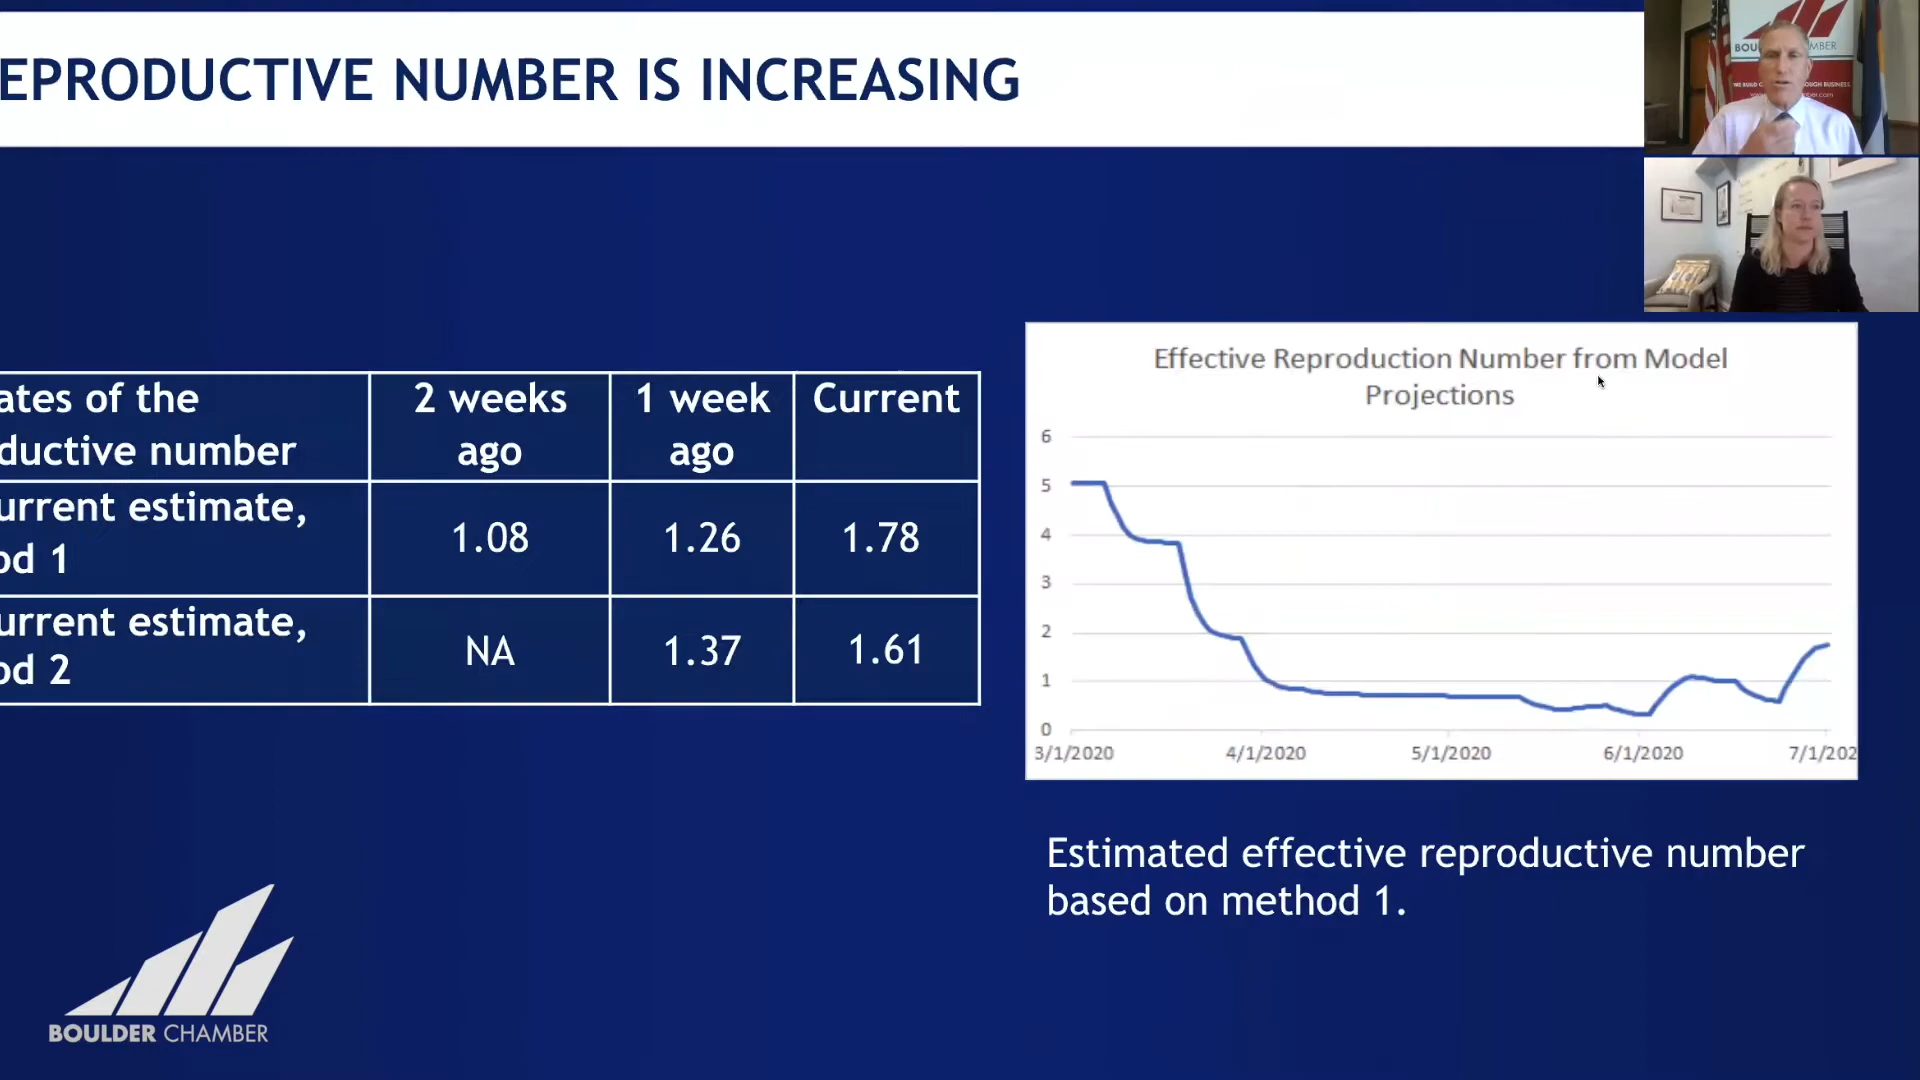 EPRODUCTIVE NUMBER IS INCREASING
BOULDER CHAMBER
ates of the
ductive number
2 weeks
ago
1 week
ago
Current
urrent estimate,
od 1
1.08
1.26
1.78
urrent estimate,
od 2
NA
1.37
1.61
Effective Reproduction Number from Model
Projections
6
5
4
3
2
1
0
3/1/2020
4/1/2020
5/1/2020
6/1/2020
7/1/202
Estimated effective reproductive number
based on method 1.